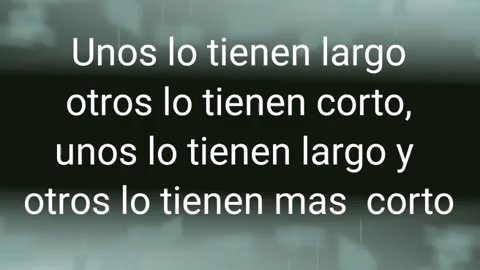 Unos lo tienen largo
otros lo tienen corto,
unos lo tienen largo y
otros lo tienen mas  corto